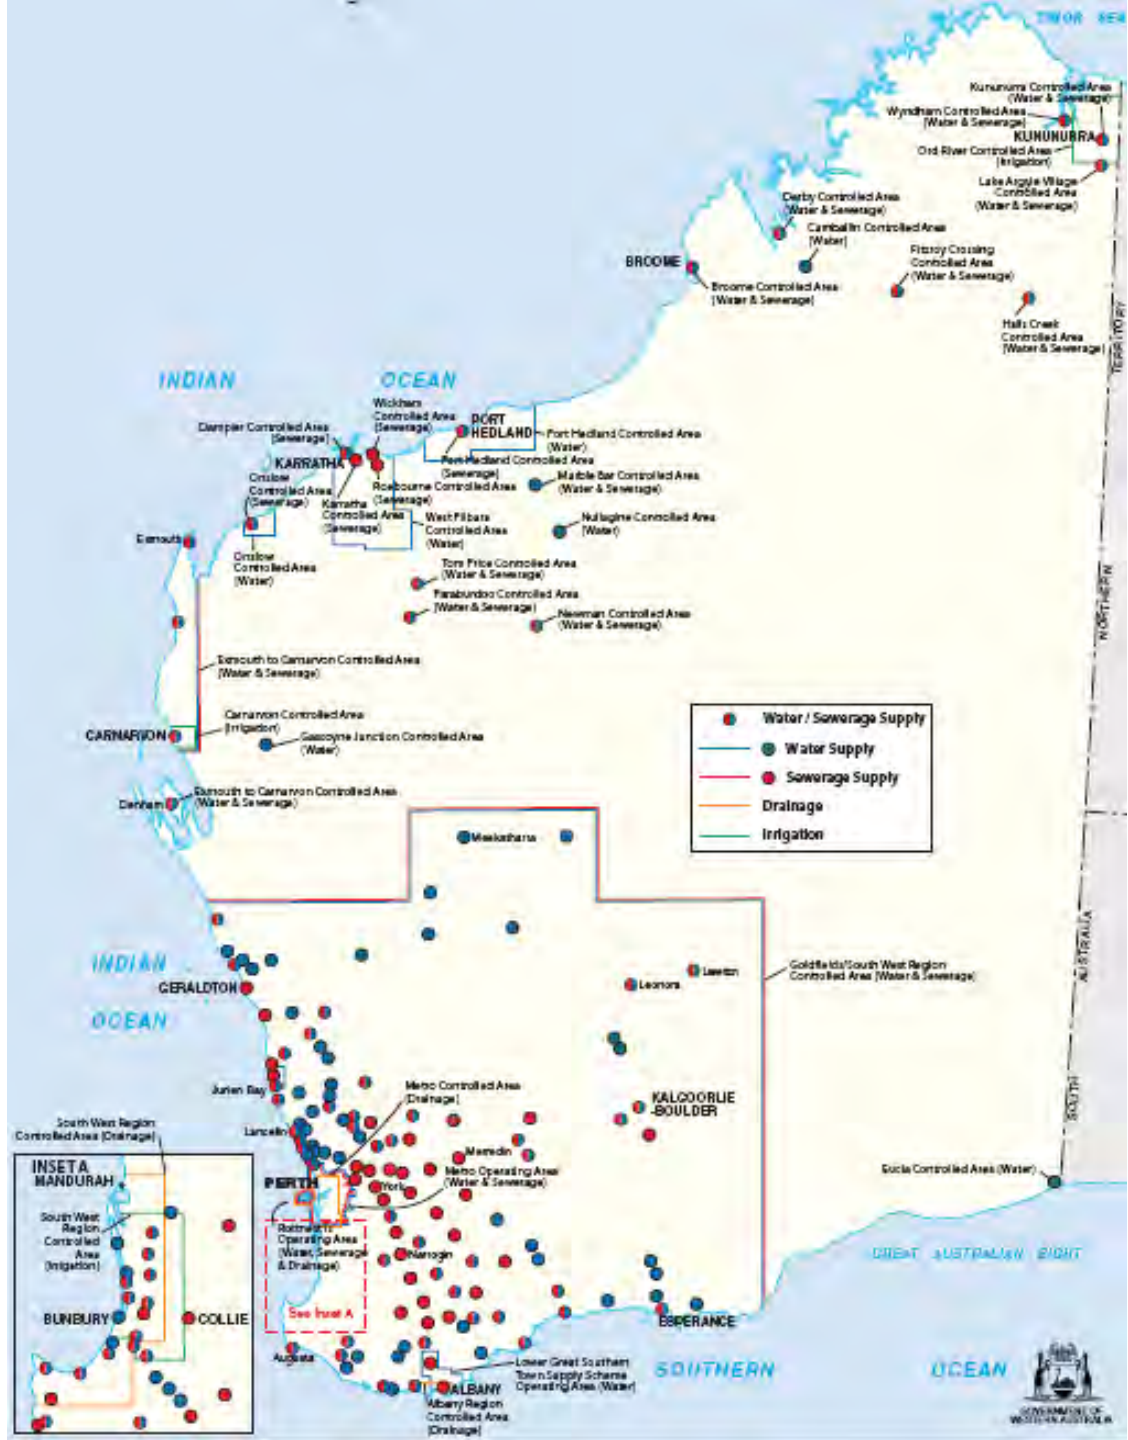 TIMOR SEA
Kununurra Controlled Area
(Water & Sewerage)
Wyndham Controlled Area
(Water & Sewerage)
KUNUNURRA
Ord River Controlled Area
(Irrigation)
Lake Argyle Village
Controlled Area
(Water & Sewerage)
Derby Controlled Area
(Water & Sewerage)
Camballin Controlled Area
(Water)
Fitzroy Crossing
Controlled Area
(Water & Sewerage)
BROOME
Broome Controlled Area
(Water & Sewerage)
Halls Creek
Controlled Area
(Water & Sewerage)
TERRITORY
NORTHERN
INDIAN OCEAN
Wickham
Controlled Area
(Sewerage)
Dampier Controlled Area
(Sewerage)
PORT
HEDLAND
Port Hedland Controlled Area
(Water)
KARRATHA
Port Hedland Controlled Area
(Sewerage)
Marble Bar Controlled Area
(Water & Sewerage)
Onslow
Controlled Area
(Sewerage)
Roebourne Controlled Area
(Sewerage)
Karratha
Controlled Area
(Sewerage)
West Pilbara
Controlled Area
(Water)
Nullagine Controlled Area
(Water)
Exmouth
Onslow
Controlled Area
(Water)
Tom Price Controlled Area
(Water & Sewerage)
Paraburdoo Controlled Area
(Water & Sewerage)
Newman Controlled Area
(Water & Sewerage)
Exmouth to Carnarvon Controlled Area
(Water & Sewerage)
Carnarvon Controlled Area
(Irrigation)
CARNARVON
Gascoyne Junction Controlled Area
(Water)
Denham
Exmouth to Carnarvon Controlled Area
(Water & Sewerage)
Water / Sewerage Supply
Water Supply
Sewerage Supply
Drainage
Irrigation
Meekatharra
INDIAN
OCEAN
GERALDTON
Laverton
Leonora
Goldfields/South West Region
Controlled Area (Water & Sewerage)
AUSTRALIA
SOUTH
Jurien Bay
Metro Controlled Area
(Drainage)
KALGOORLIE
-BOULDER
South West Region
Controlled Area (Drainage)
Lancelin
Merredin
Metro Operating Area
(Water & Sewerage)
Eucla Controlled Area (Water)
INSET A
MANDURAH
PERTH
York
South West
Region
Controlled
Area
(Irrigation)
Rottnest Is
Operating Area
(Water, Sewerage
& Drainage)
Narrogin
GREAT AUSTRALIAN BIGHT
BUNBURY
COLLIE
See Inset A
ESPERANCE
Augusta
Lower Great Southern
Town Supply Scheme
Operating Area (Water)
SOUTHERN OCEAN
ALBANY
Albany Region
Controlled Area
(Drainage)
GOVERNMENT OF
WESTERN AUSTRALIA